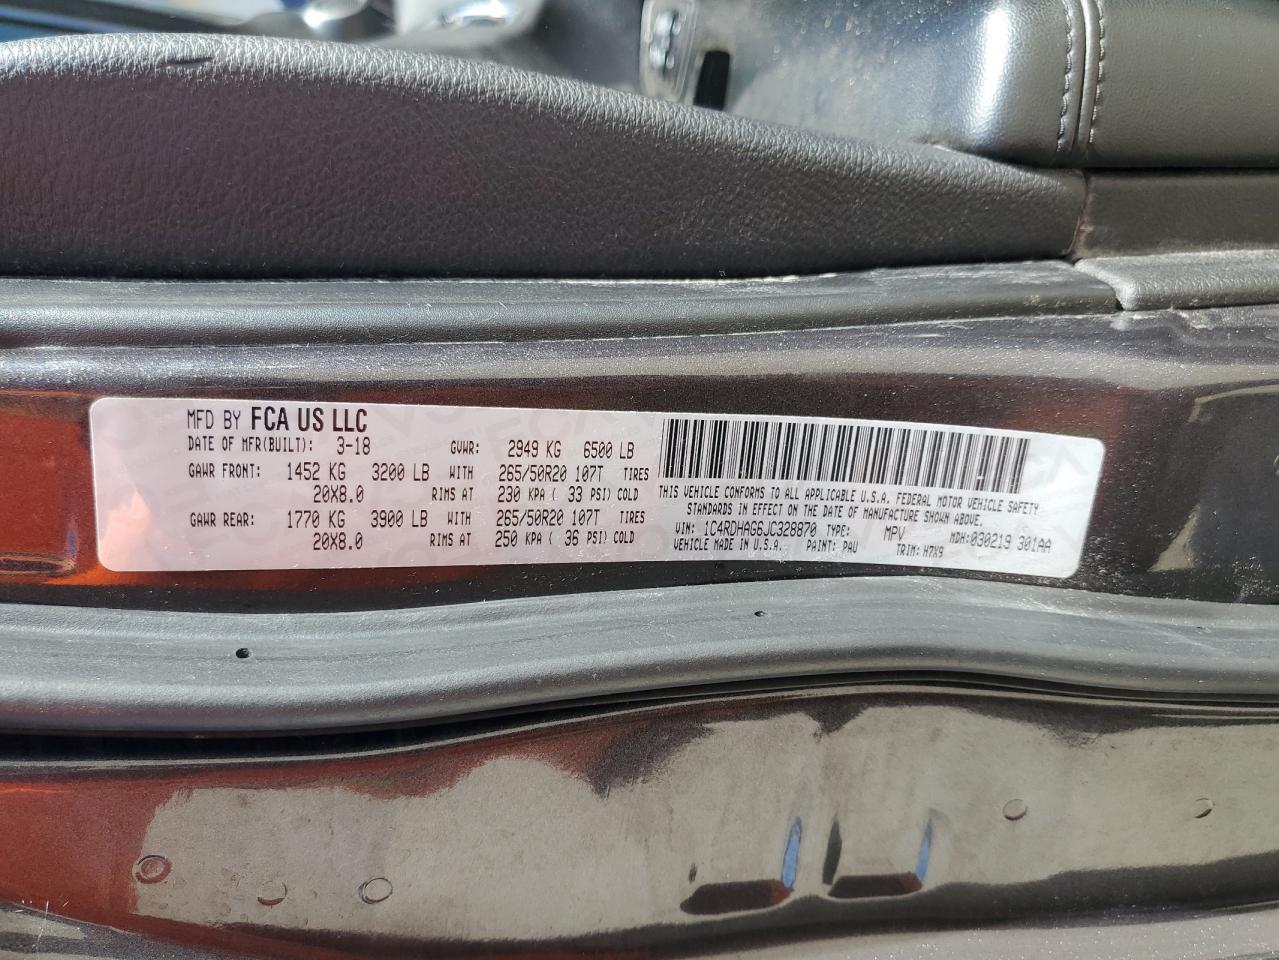 MFD BY FCA US LLC
DATE OF MFR(BUILT): 3-18 GVWR: 2949 KG 6500 LB
GAWR FRONT: 1452 KG 3200 LB WITH 265/50R20 107T TIRES
20X8.0 RIMS AT 230 KPA ( 33 PSI) COLD
GAWR REAR: 1770 KG 3900 LB WITH 265/50R20 107T TIRES
20X8.0 RIMS AT 250 KPA ( 36 PSI) COLD
THIS VEHICLE CONFORMS TO ALL APPLICABLE U.S.A. FEDERAL MOTOR VEHICLE SAFETY
STANDARDS IN EFFECT ON THE DATE OF MANUFACTURE SHOWN ABOVE.
VIN: 1C4RDHAG6JC328870 TYPE: MPV MDH:030219 301AA
VEHICLE MADE IN U.S.A. PAINT: PAU TRIM: H7X9